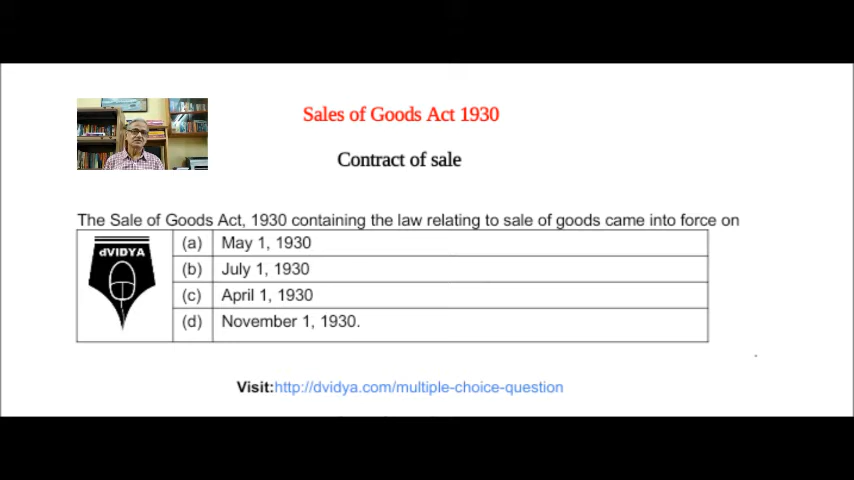 Sales of Goods Act 1930
Contract of sale
The Sale of Goods Act, 1930 containing the law relating to sale of goods came into force on
dVIDYA
(a) May 1, 1930
(b) July 1, 1930
(c) April 1, 1930
(d) November 1, 1930.
Visit:http://dvidya.com/multiple-choice-question